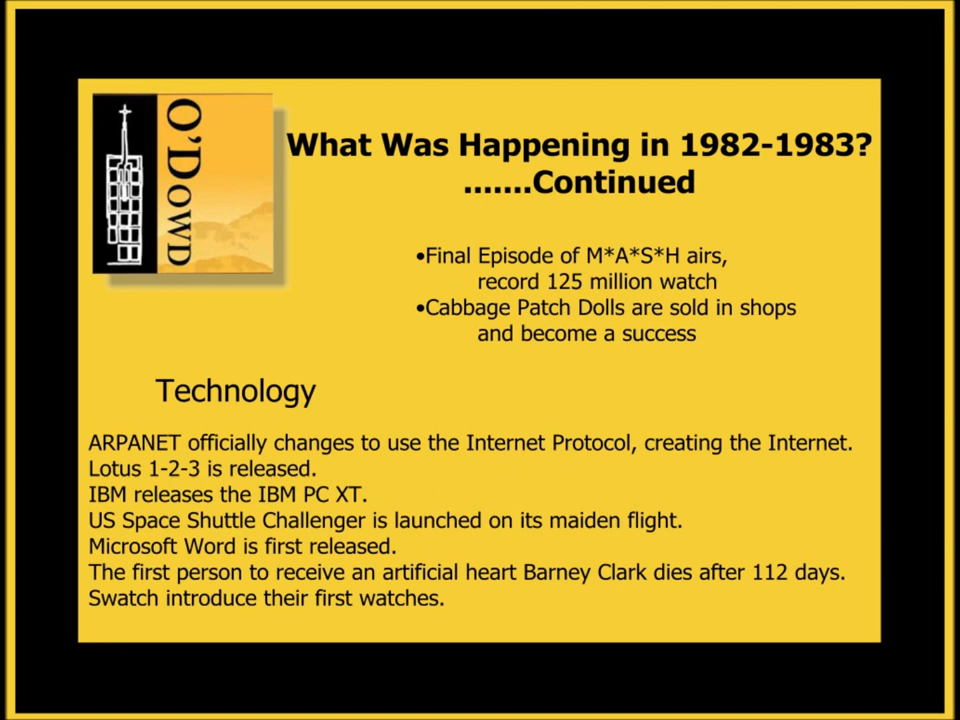 O'DOWD
What Was Happening in 1982-1983?
.......Continued
•Final Episode of M*A*S*H airs,
record 125 million watch
•Cabbage Patch Dolls are sold in shops
and become a success
Technology
ARPANET officially changes to use the Internet Protocol, creating the Internet.
Lotus 1-2-3 is released.
IBM releases the IBM PC XT.
US Space Shuttle Challenger is launched on its maiden flight.
Microsoft Word is first released.
The first person to receive an artificial heart Barney Clark dies after 112 days.
Swatch introduce their first watches.